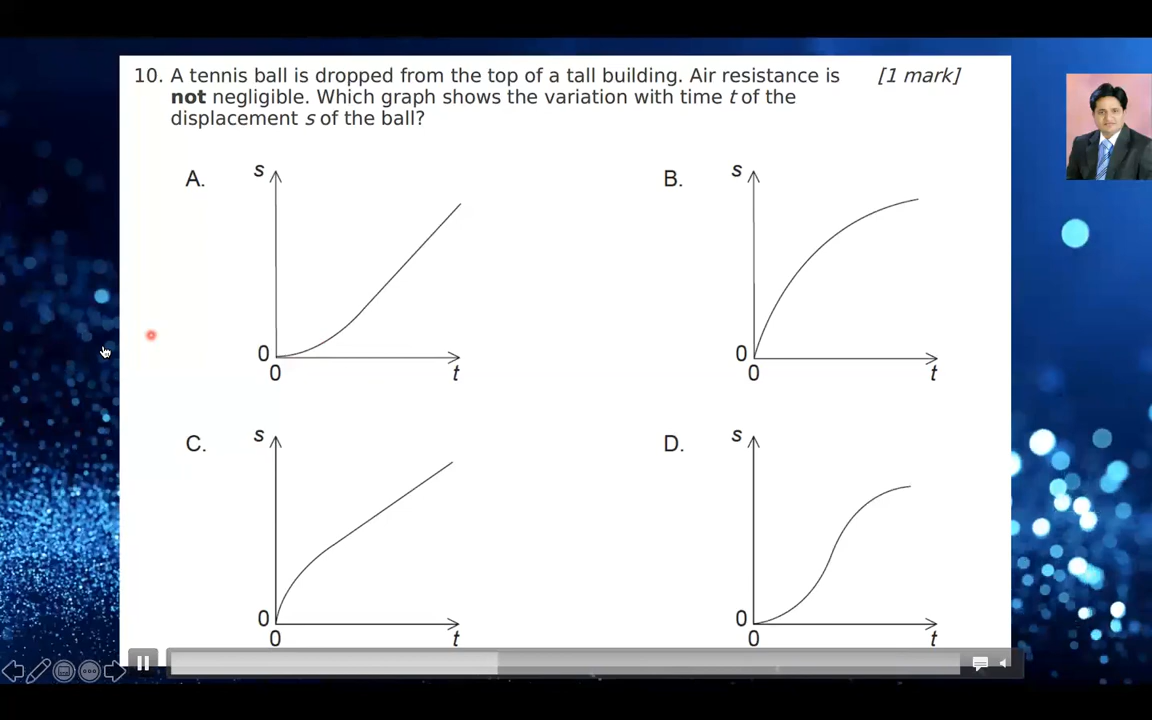 10. A tennis ball is dropped from the top of a tall building. Air resistance is [1 mark]
not negligible. Which graph shows the variation with time t of the
displacement s of the ball?
A. s
0
0 t
B. s
0
0 t
C. s
0
0 t
D. s
0
0 t